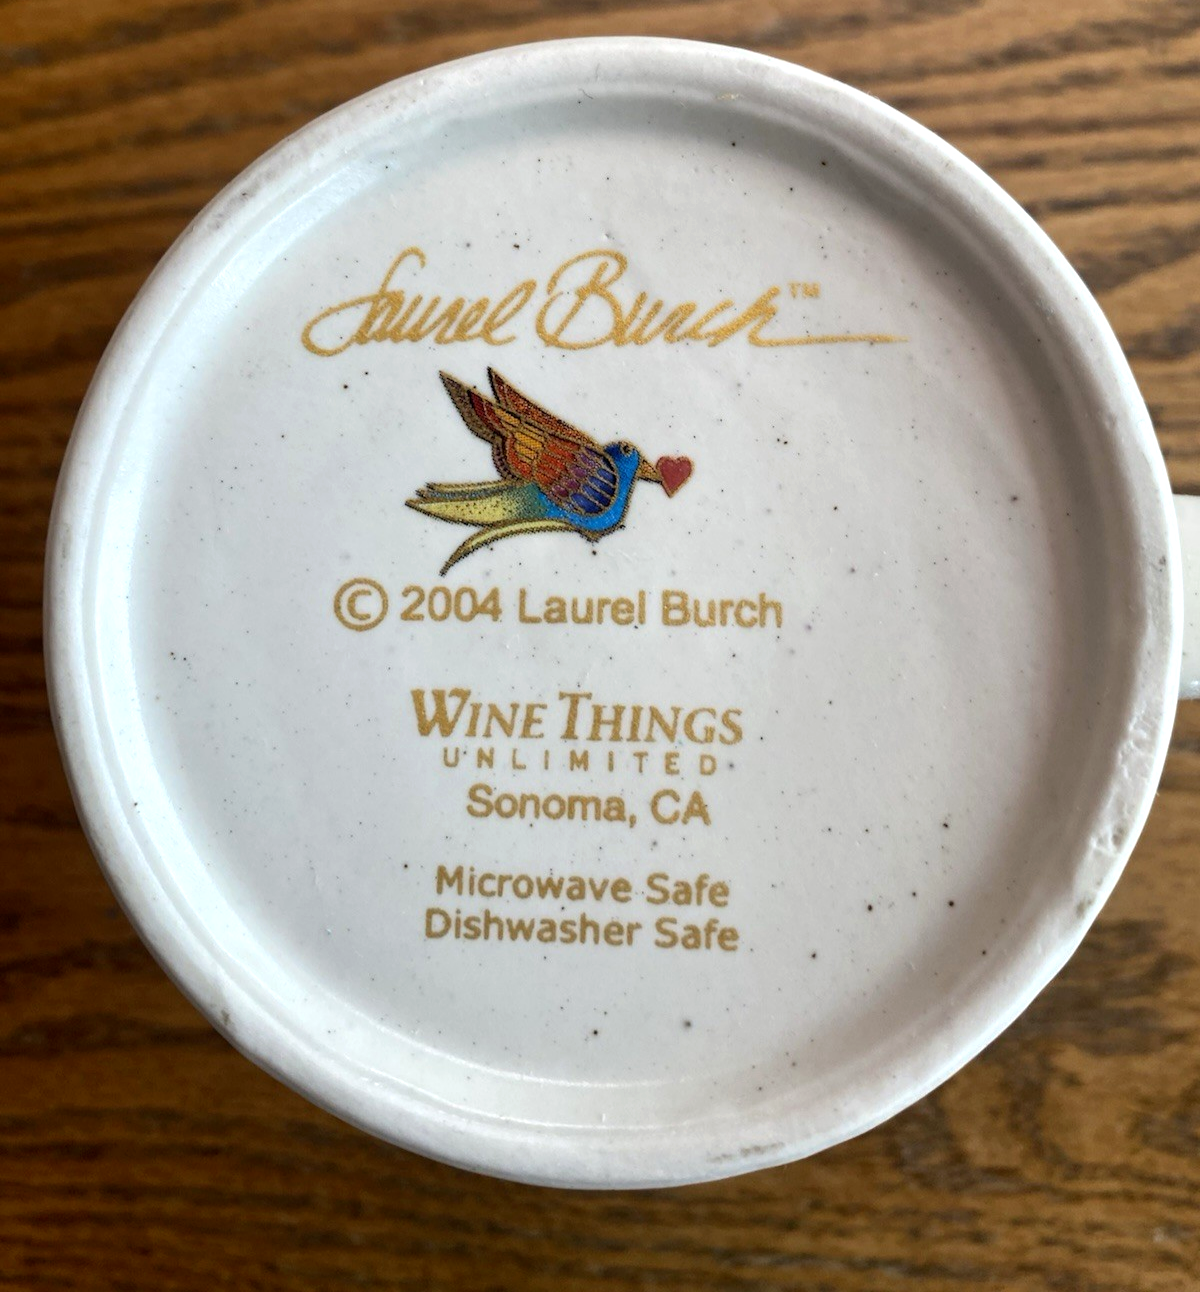 Laurel Burch™
© 2004 Laurel Burch
WINE THINGS
UNLIMITED
Sonoma, CA
Microwave Safe
Dishwasher Safe